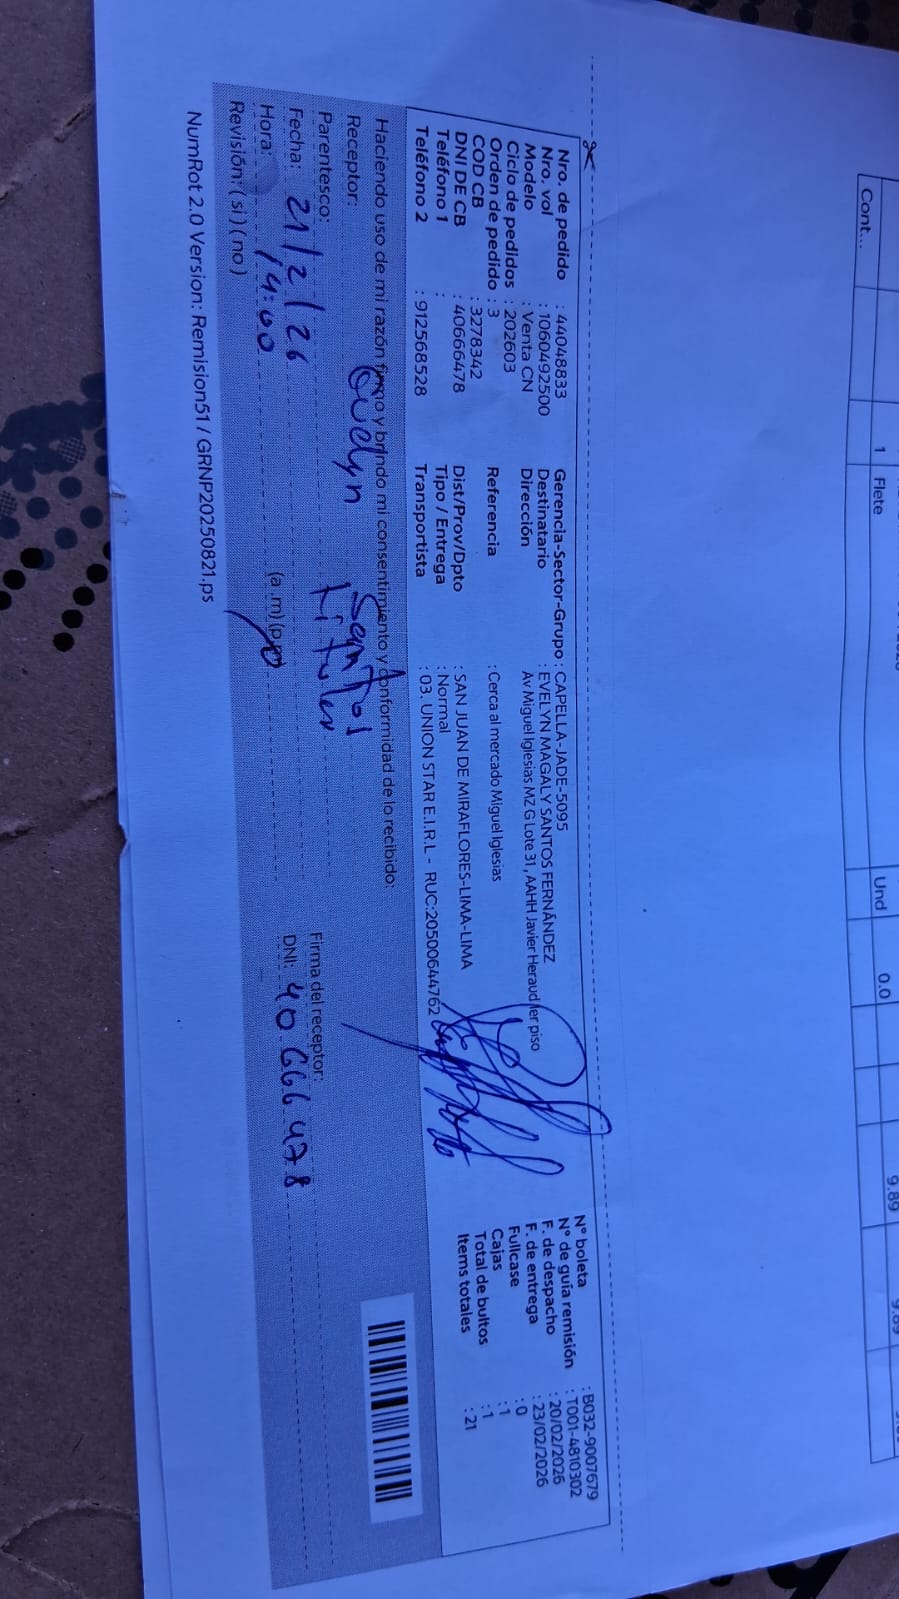 Cont...
1 Flete Und 0.0 9.89
Nro. de pedido : 44048833
Nro. vol : 1060492500
Modelo : Venta CN
Ciclo de pedidos : 202603
Orden de pedido : 3
COD CB : 3278342
DNI DE CB : 40666478
Teléfono 1 :
Teléfono 2 : 912568528
Gerencia-Sector-Grupo : CAPELLA-JADE-5095
Destinatario : EVELYN MAGALY SANTOS FERNÁNDEZ
Dirección Av Miguel Iglesias MZ G Lote 31, AAHH Javier Heraud 1er piso
Referencia : Cerca al mercado Miguel Iglesias
Dist/Prov/Dpto : SAN JUAN DE MIRAFLORES-LIMA-LIMA
Tipo / Entrega : Normal
Transportista : 03. UNION STAR E.I.R.L - RUC:20500644762
N° boleta : B032-9007679
N° de guía remisión : T001-4810302
F. de despacho : 20/02/2026
F. de entrega : 23/02/2026
Fullcase : 0
Cajas : 1
Total de bultos : 1
Items totales : 21
Haciendo uso de mi razón firmo y brindo mi consentimiento y conformidad de lo recibido:
Receptor: Evelyn Santos
Parentesco: titular
Firma del receptor:
Fecha: 21/2/26
DNI: 40666478
Hora: 14:00 (a.m)(p
Revisión: ( si ) ( no )
NumRot 2.0 Version: Remision51 / GRNP20250821.ps